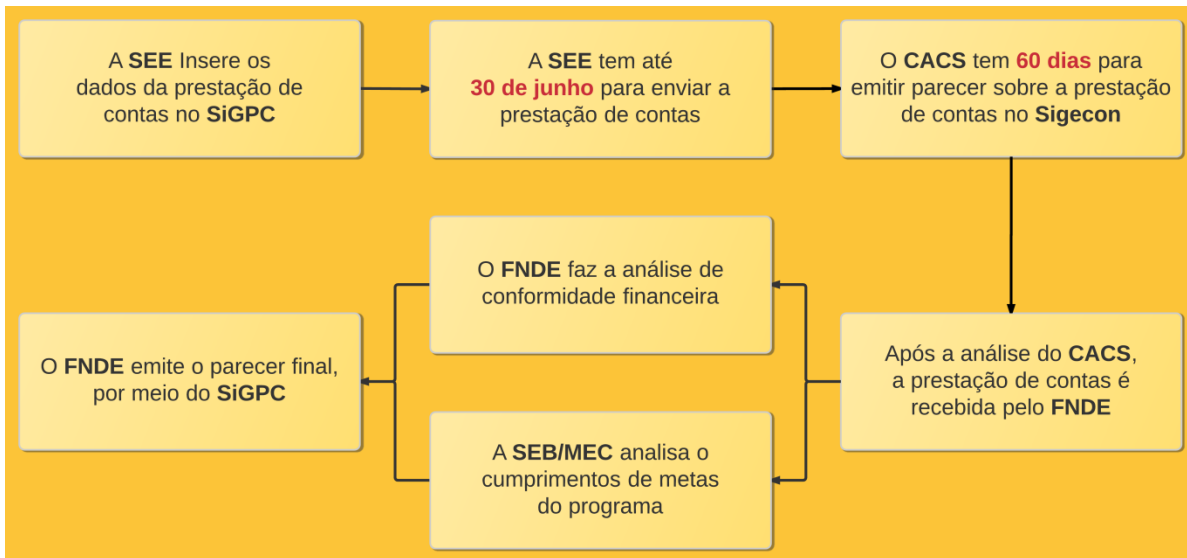 A SEE Insere os
dados da prestação de
contas no SiGPC
A SEE tem até
30 de junho para enviar a
prestação de contas
O CACS tem 60 dias para
emitir parecer sobre a prestação
de contas no Sigecon
Após a análise do CACS,
a prestação de contas é
recebida pelo FNDE
O FNDE faz a análise de
conformidade financeira
A SEB/MEC analisa o
cumprimentos de metas
do programa
O FNDE emite o parecer final,
por meio do SiGPC